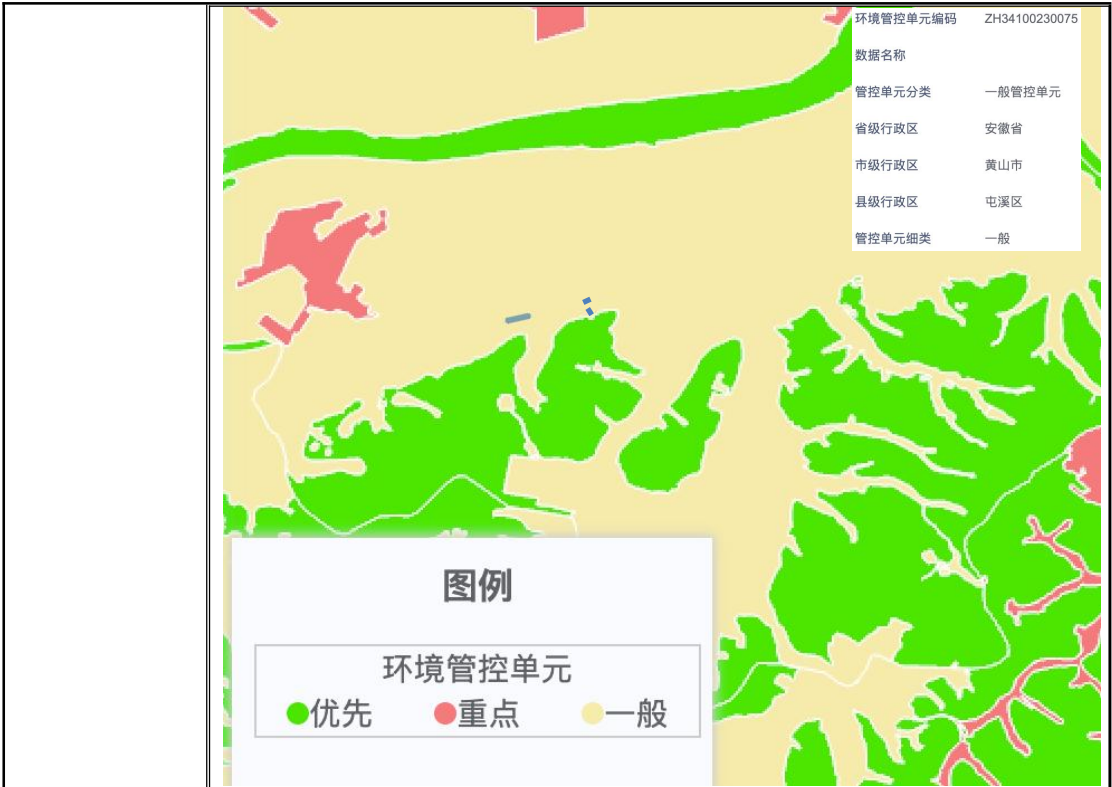 环境管控单元编码 ZH34100230075
数据名称
管控单元分类 一般管控单元
省级行政区 安徽省
市级行政区 黄山市
县级行政区 屯溪区
管控单元细类 一般
图例
环境管控单元
优先 重点 一般